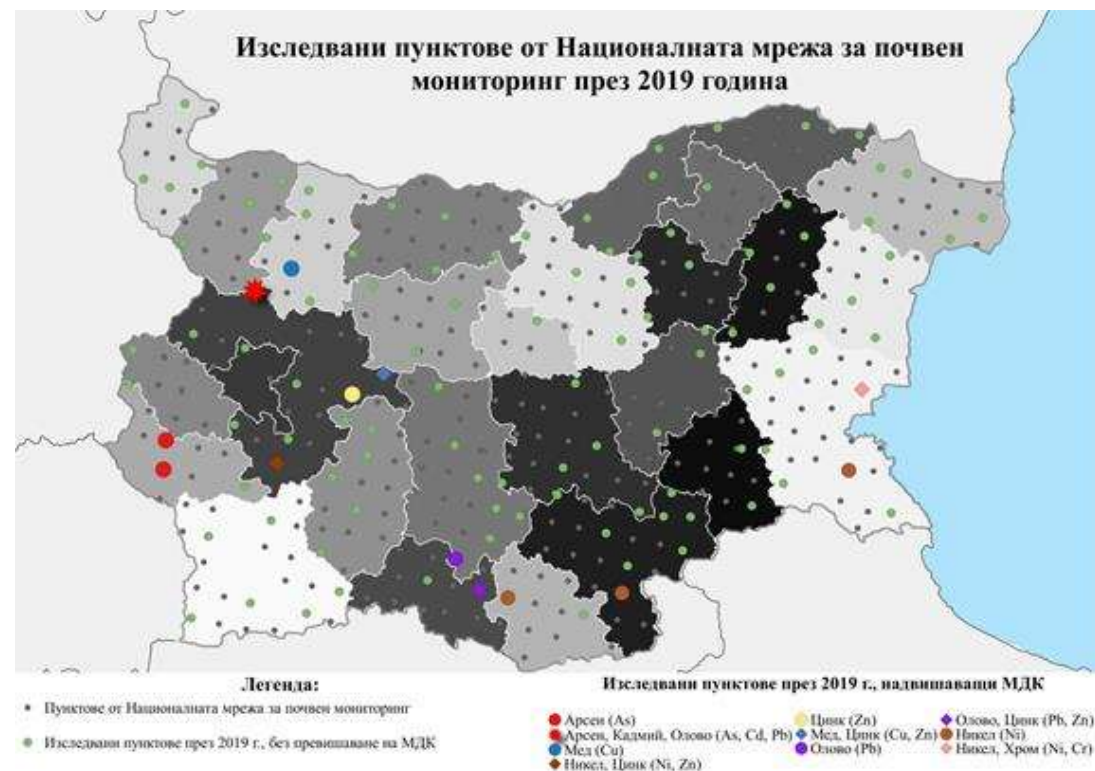 Изследвани пунктове от Националната мрежа за почвен
мониторинг през 2019 година
Легенда:
Пунктове от Националната мрежа за почвен мониторинг
Изследвани пунктове през 2019 г., без превишаване на МДК
Изследвани пунктове през 2019 г., надвишаващи МДК
Арсен (As)
Арсен, Кадмий, Олово (As, Cd, Pb)
Мед (Cu)
Никел, Цинк (Ni, Zn)
Цинк (Zn)
Мед, Цинк (Cu, Zn)
Олово (Pb)
Олово, Цинк (Pb, Zn)
Никел (Ni)
Никел, Хром (Ni, Cr)